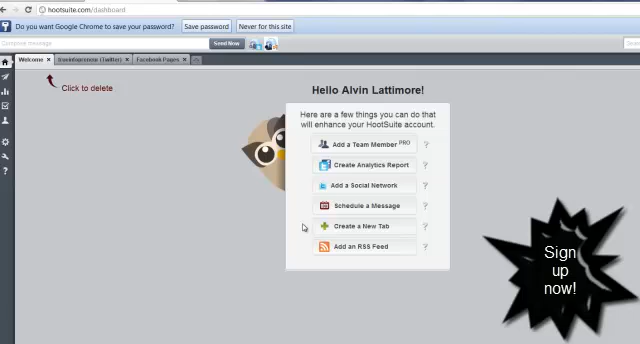 hootsuite.com/dashboard
Do you want Google Chrome to save your password? Save password Never for this site
Compose message Send Now
Welcome (Twitter) Facebook Pages
Click to delete
Hello Alvin Lattimore!
Here are a few things you can do that
will enhance your HootSuite account.
Add a Team Member PRO ?
Create Analytics Report ?
Add a Social Network ?
Schedule a Message ?
Create a New Tab ?
Add an RSS Feed ?
Sign
up
now!